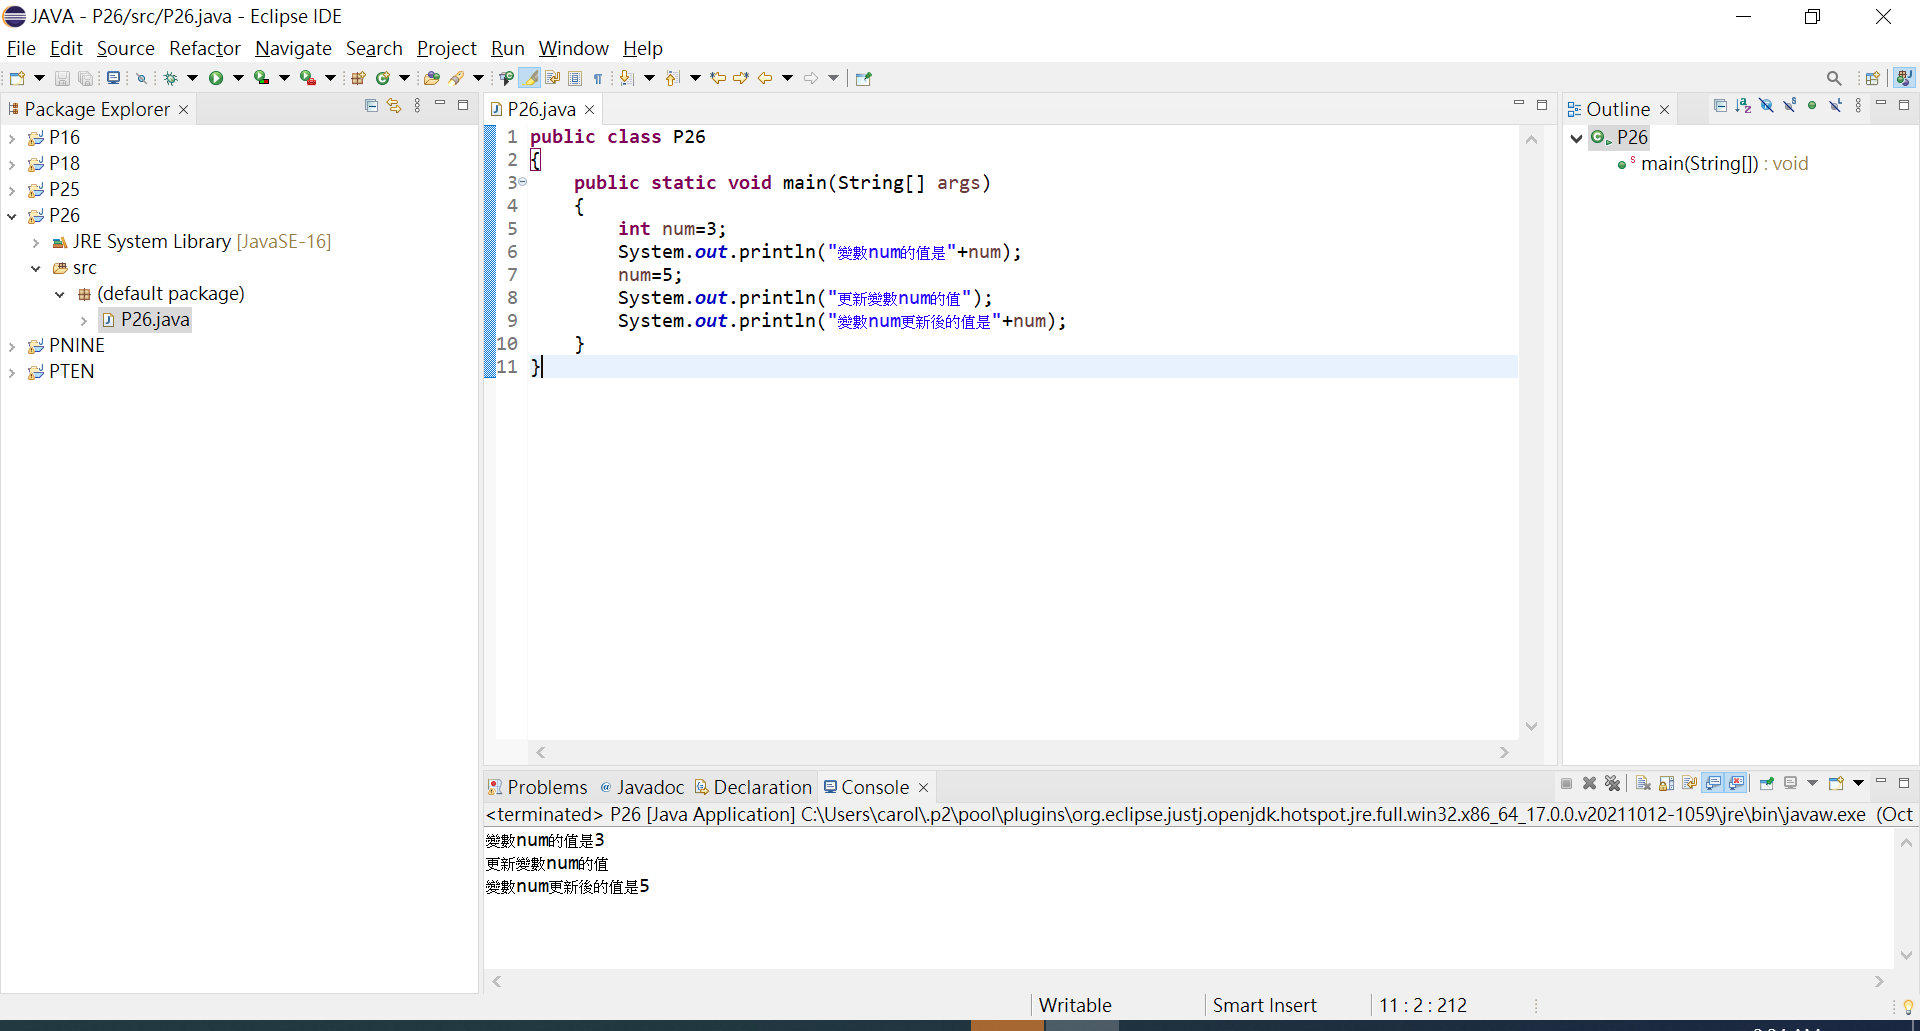 JAVA - P26/src/P26.java - Eclipse IDE
File Edit Source Refactor Navigate Search Project Run Window Help
Package Explorer
P16
P18
P25
P26
JRE System Library [JavaSE-16]
src
(default package)
P26.java
PNINE
PTEN
P26.java
1 public class P26
2 {
3 public static void main(String[] args)
4 {
5 int num=3;
6 System.out.println("變數num的值是"+num);
7 num=5;
8 System.out.println("更新變數num的值");
9 System.out.println("變數num更新後的值是"+num);
10 }
11 }
Outline
P26
main(String[]) : void
Problems Javadoc Declaration Console
<terminated> P26 [Java Application] C:\Users\carol\.p2\pool\plugins\org.eclipse.justj.openjdk.hotspot.jre.full.win32.x86_64_17.0.0.v20211012-1059\jre\bin\javaw.exe (Oct
變數num的值是3
更新變數num的值
變數num更新後的值是5
Writable Smart Insert 11 : 2 : 212